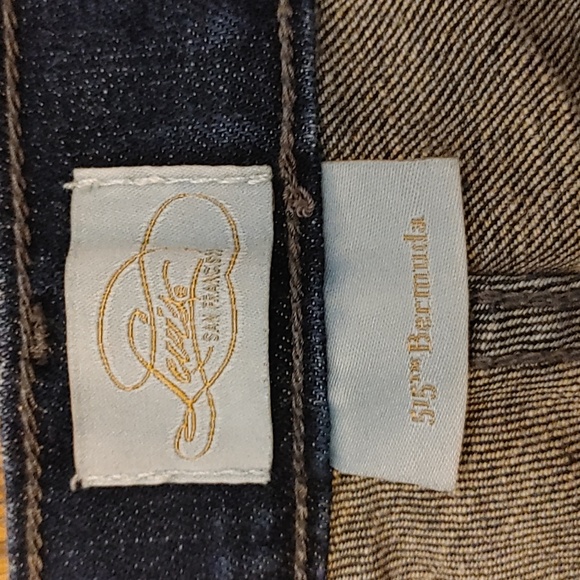 Levi's®
SAN FRANCISCO
515™ Bermuda